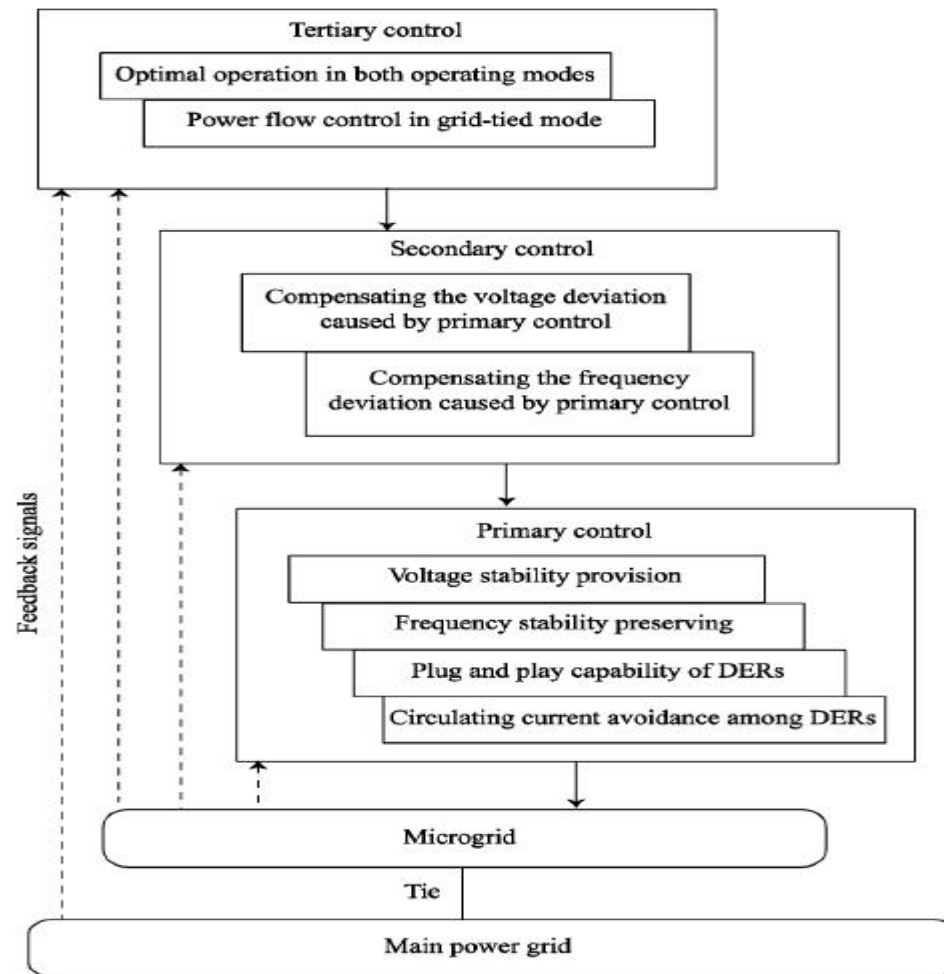 Tertiary control
Optimal operation in both operating modes
Power flow control in grid-tied mode
Secondary control
Compensating the voltage deviation
caused by primary control
Compensating the frequency
deviation caused by primary control
Primary control
Voltage stability provision
Frequency stability preserving
Plug and play capability of DERs
Circulating current avoidance among DERs
Feedback signals
Microgrid
Tie
Main power grid